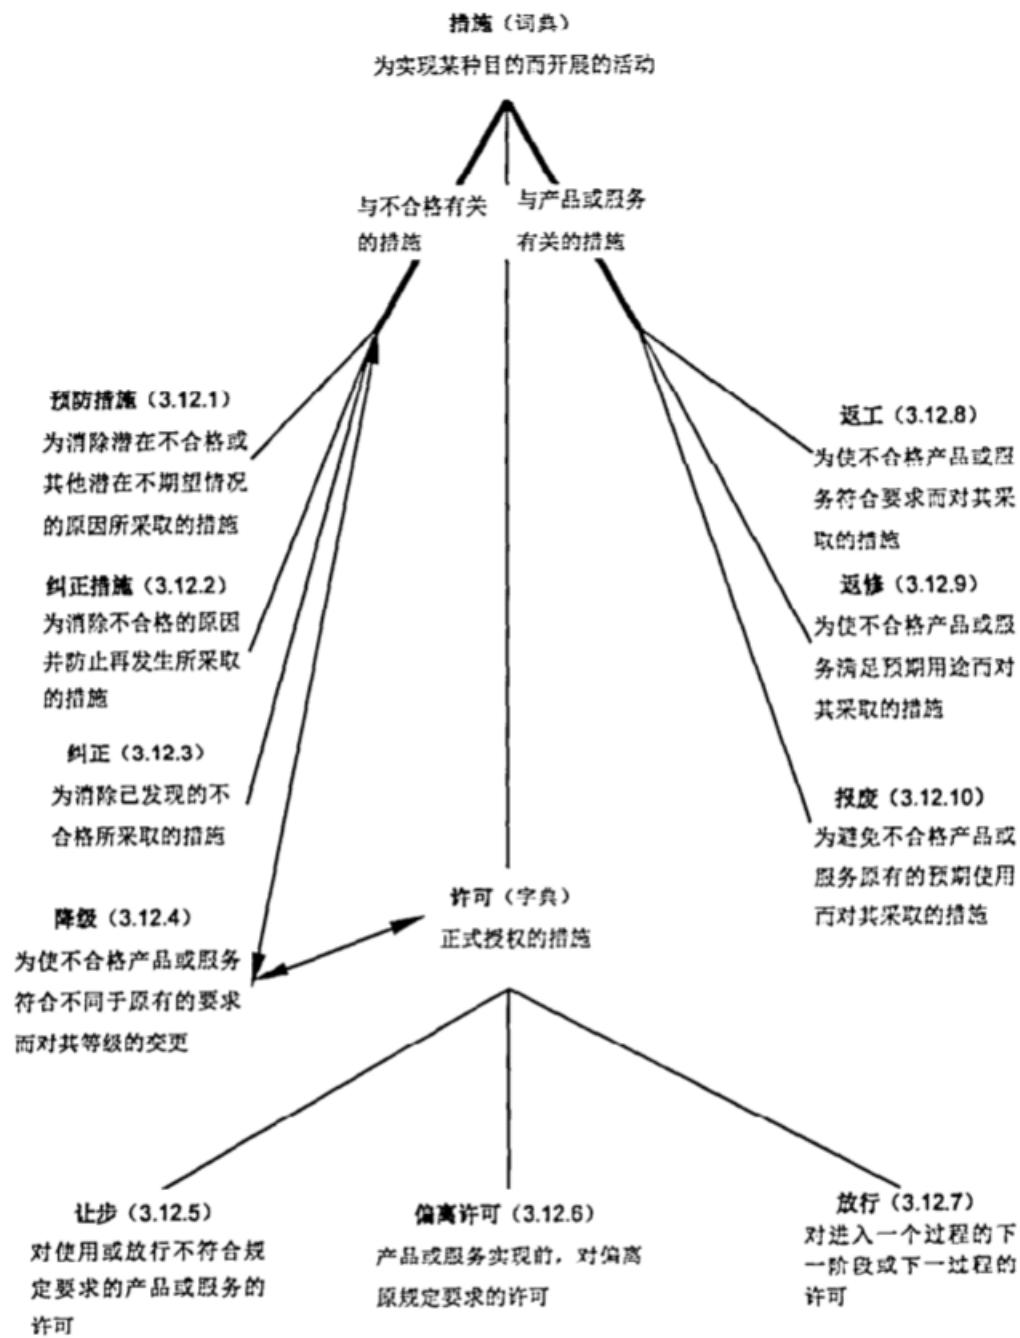 措施（词典）
为实现某种目的而开展的活动
与不合格有关
的措施
与产品或服务
有关的措施
预防措施（3.12.1）
为消除潜在不合格或
其他潜在不期望情况
的原因所采取的措施
纠正措施（3.12.2）
为消除不合格的原因
并防止再发生所采取
的措施
纠正（3.12.3）
为消除已发现的不
合格所采取的措施
降级（3.12.4）
为使不合格产品或服务
符合不同于原有的要求
而对其等级的变更
返工（3.12.8）
为使不合格产品或服
务符合要求而对其采
取的措施
返修（3.12.9）
为使不合格产品或服
务满足预期用途而对
其采取的措施
报废（3.12.10）
为避免不合格产品或
服务原有的预期使用
而对其采取的措施
许可（字典）
正式授权的措施
让步（3.12.5）
对使用或放行不符合规
定要求的产品或服务的
许可
偏离许可（3.12.6）
产品或服务实现前，对偏离
原规定要求的许可
放行（3.12.7）
对进入一个过程的下
一阶段或下一过程的
许可